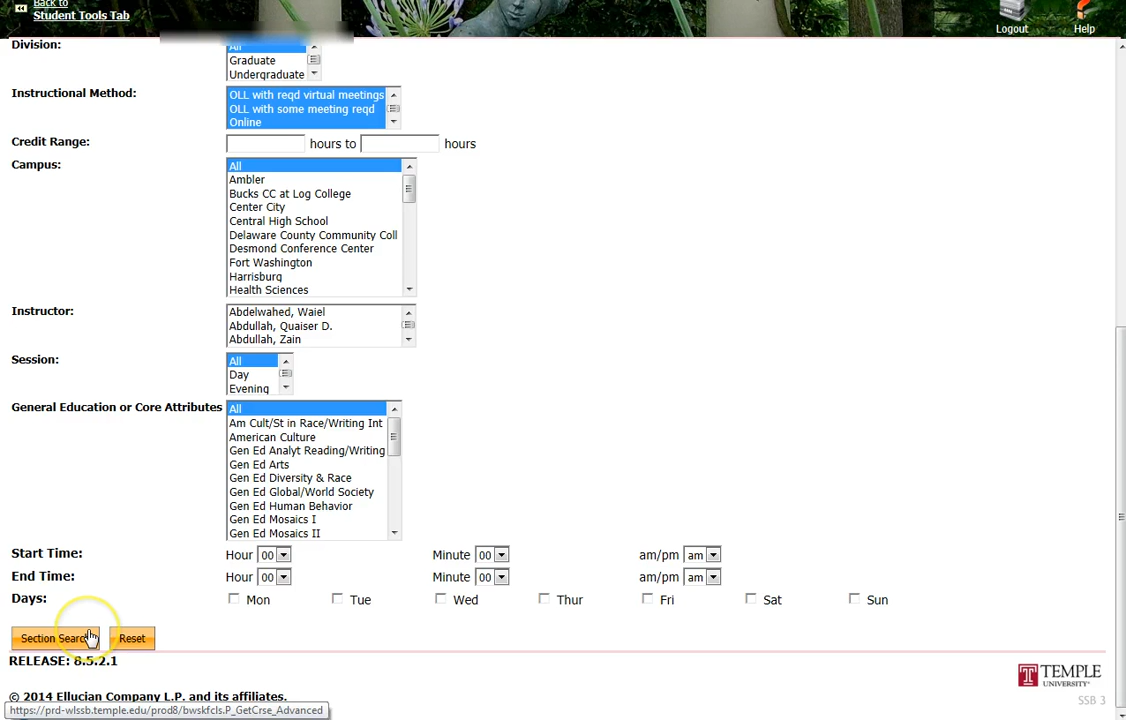 Back to
Student Tools Tab
Logout
Help
Division:
All
Graduate
Undergraduate
Instructional Method:
OLL with reqd virtual meetings
OLL with some meeting reqd
Online
Credit Range:
hours to
hours
Campus:
All
Ambler
Bucks CC at Log College
Center City
Central High School
Delaware County Community Coll
Desmond Conference Center
Fort Washington
Harrisburg
Health Sciences
Instructor:
Abdelwahed, Waiel
Abdullah, Quaiser D.
Abdullah, Zain
Session:
All
Day
Evening
General Education or Core Attributes
All
Am Cult/St in Race/Writing Int
American Culture
Gen Ed Analyt Reading/Writing
Gen Ed Arts
Gen Ed Diversity & Race
Gen Ed Global/World Society
Gen Ed Human Behavior
Gen Ed Mosaics I
Gen Ed Mosaics II
Start Time:
Hour 00
Minute 00
am/pm am
End Time:
Hour 00
Minute 00
am/pm am
Days:
Mon
Tue
Wed
Thur
Fri
Sat
Sun
Section Search
Reset
RELEASE: 8.5.2.1
TEMPLE
UNIVERSITY
© 2014 Ellucian Company L.P. and its affiliates.
SSB 3
https://prd-wlssb.temple.edu/prod8/bwskfcls.P_GetCrse_Advanced